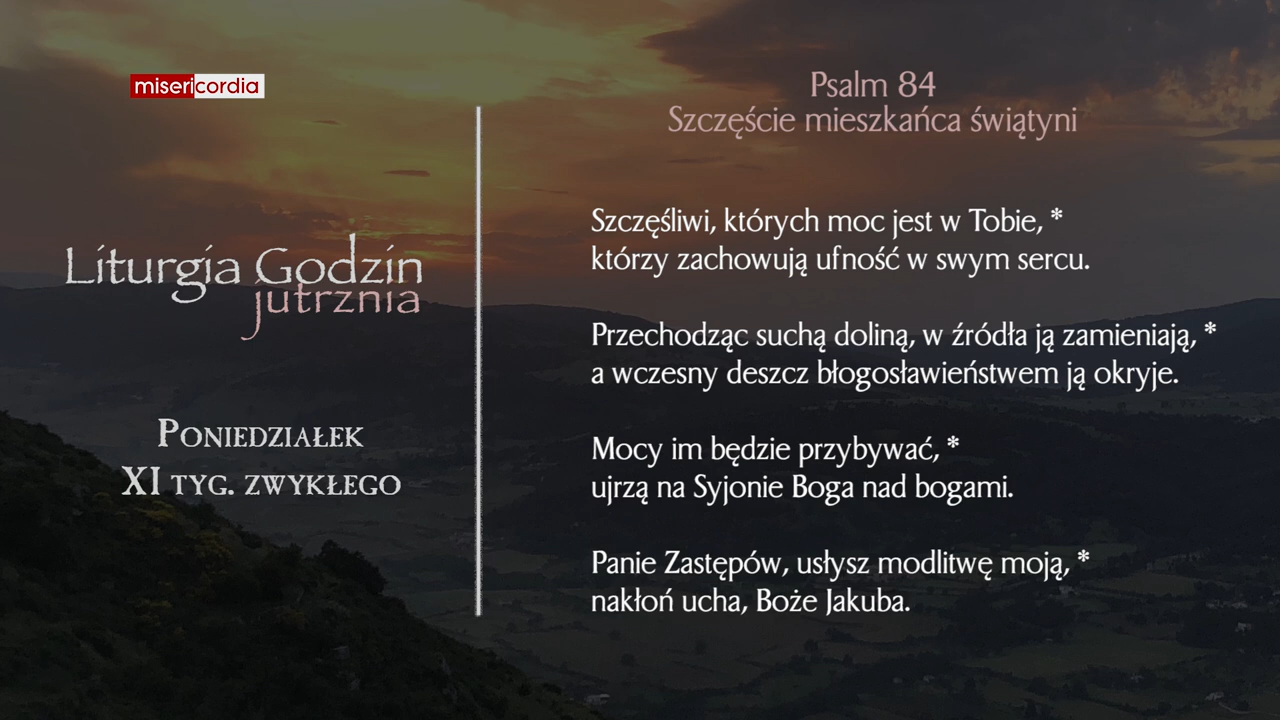 misericordia
Liturgia Godzin
jutrznia
Poniedziałek
XI tyg. zwykłego
Psalm 84
Szczęście mieszkańca świątyni
Szczęśliwi, których moc jest w Tobie, *
którzy zachowują ufność w swym sercu.
Przechodząc suchą doliną, w źródła ją zamieniają, *
a wczesny deszcz błogosławieństwem ją okryje.
Mocy im będzie przybywać, *
ujrzą na Syjonie Boga nad bogami.
Panie Zastępów, usłysz modlitwę moją, *
nakłoń ucha, Boże Jakuba.